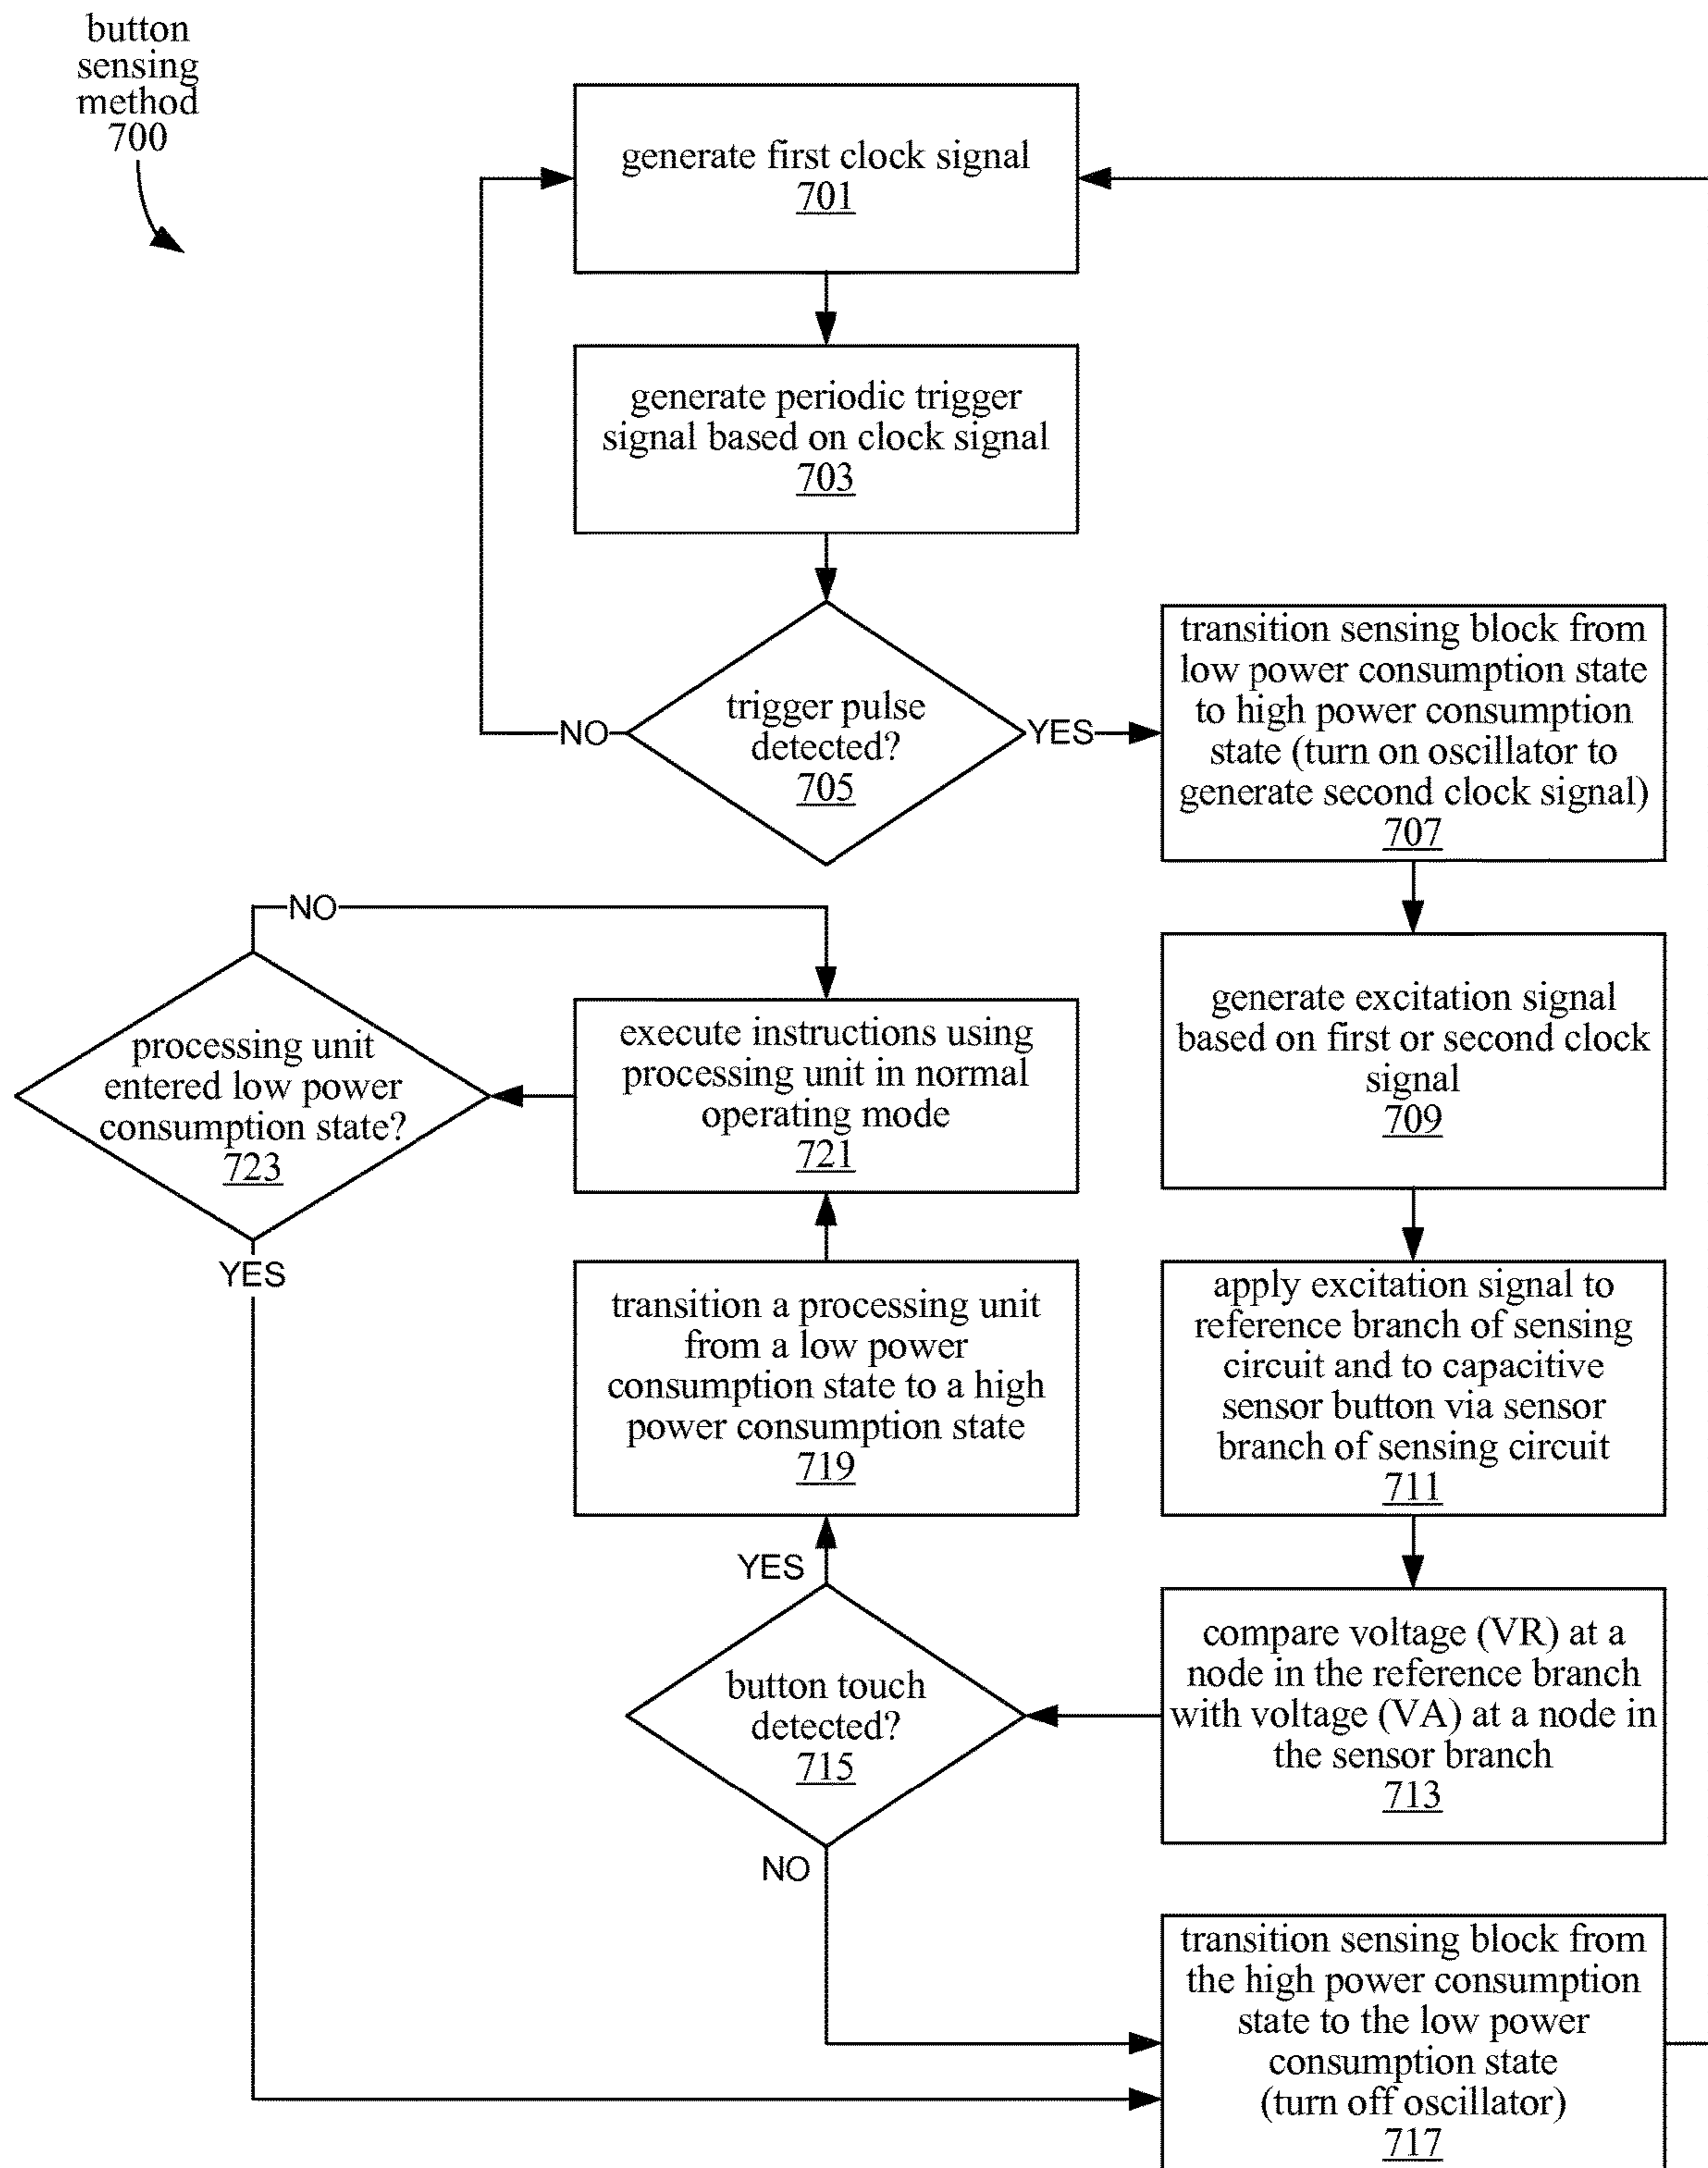 button
sensing
method
700
generate first clock signal
701
generate periodic trigger
signal based on clock signal
703
trigger pulse
detected?
705
NO
YES
transition sensing block from
low power consumption state
to high power consumption
state (turn on oscillator to
generate second clock signal)
707
generate excitation signal
based on first or second clock
signal
709
apply excitation signal to
reference branch of sensing
circuit and to capacitive
sensor button via sensor
branch of sensing circuit
711
compare voltage (VR) at a
node in the reference branch
with voltage (VA) at a node in
the sensor branch
713
button touch
detected?
715
YES
NO
transition a processing unit
from a low power
consumption state to a high
power consumption state
719
execute instructions using
processing unit in normal
operating mode
721
processing unit
entered low power
consumption state?
723
NO
YES
transition sensing block from
the high power consumption
state to the low power
consumption state
(turn off oscillator)
717